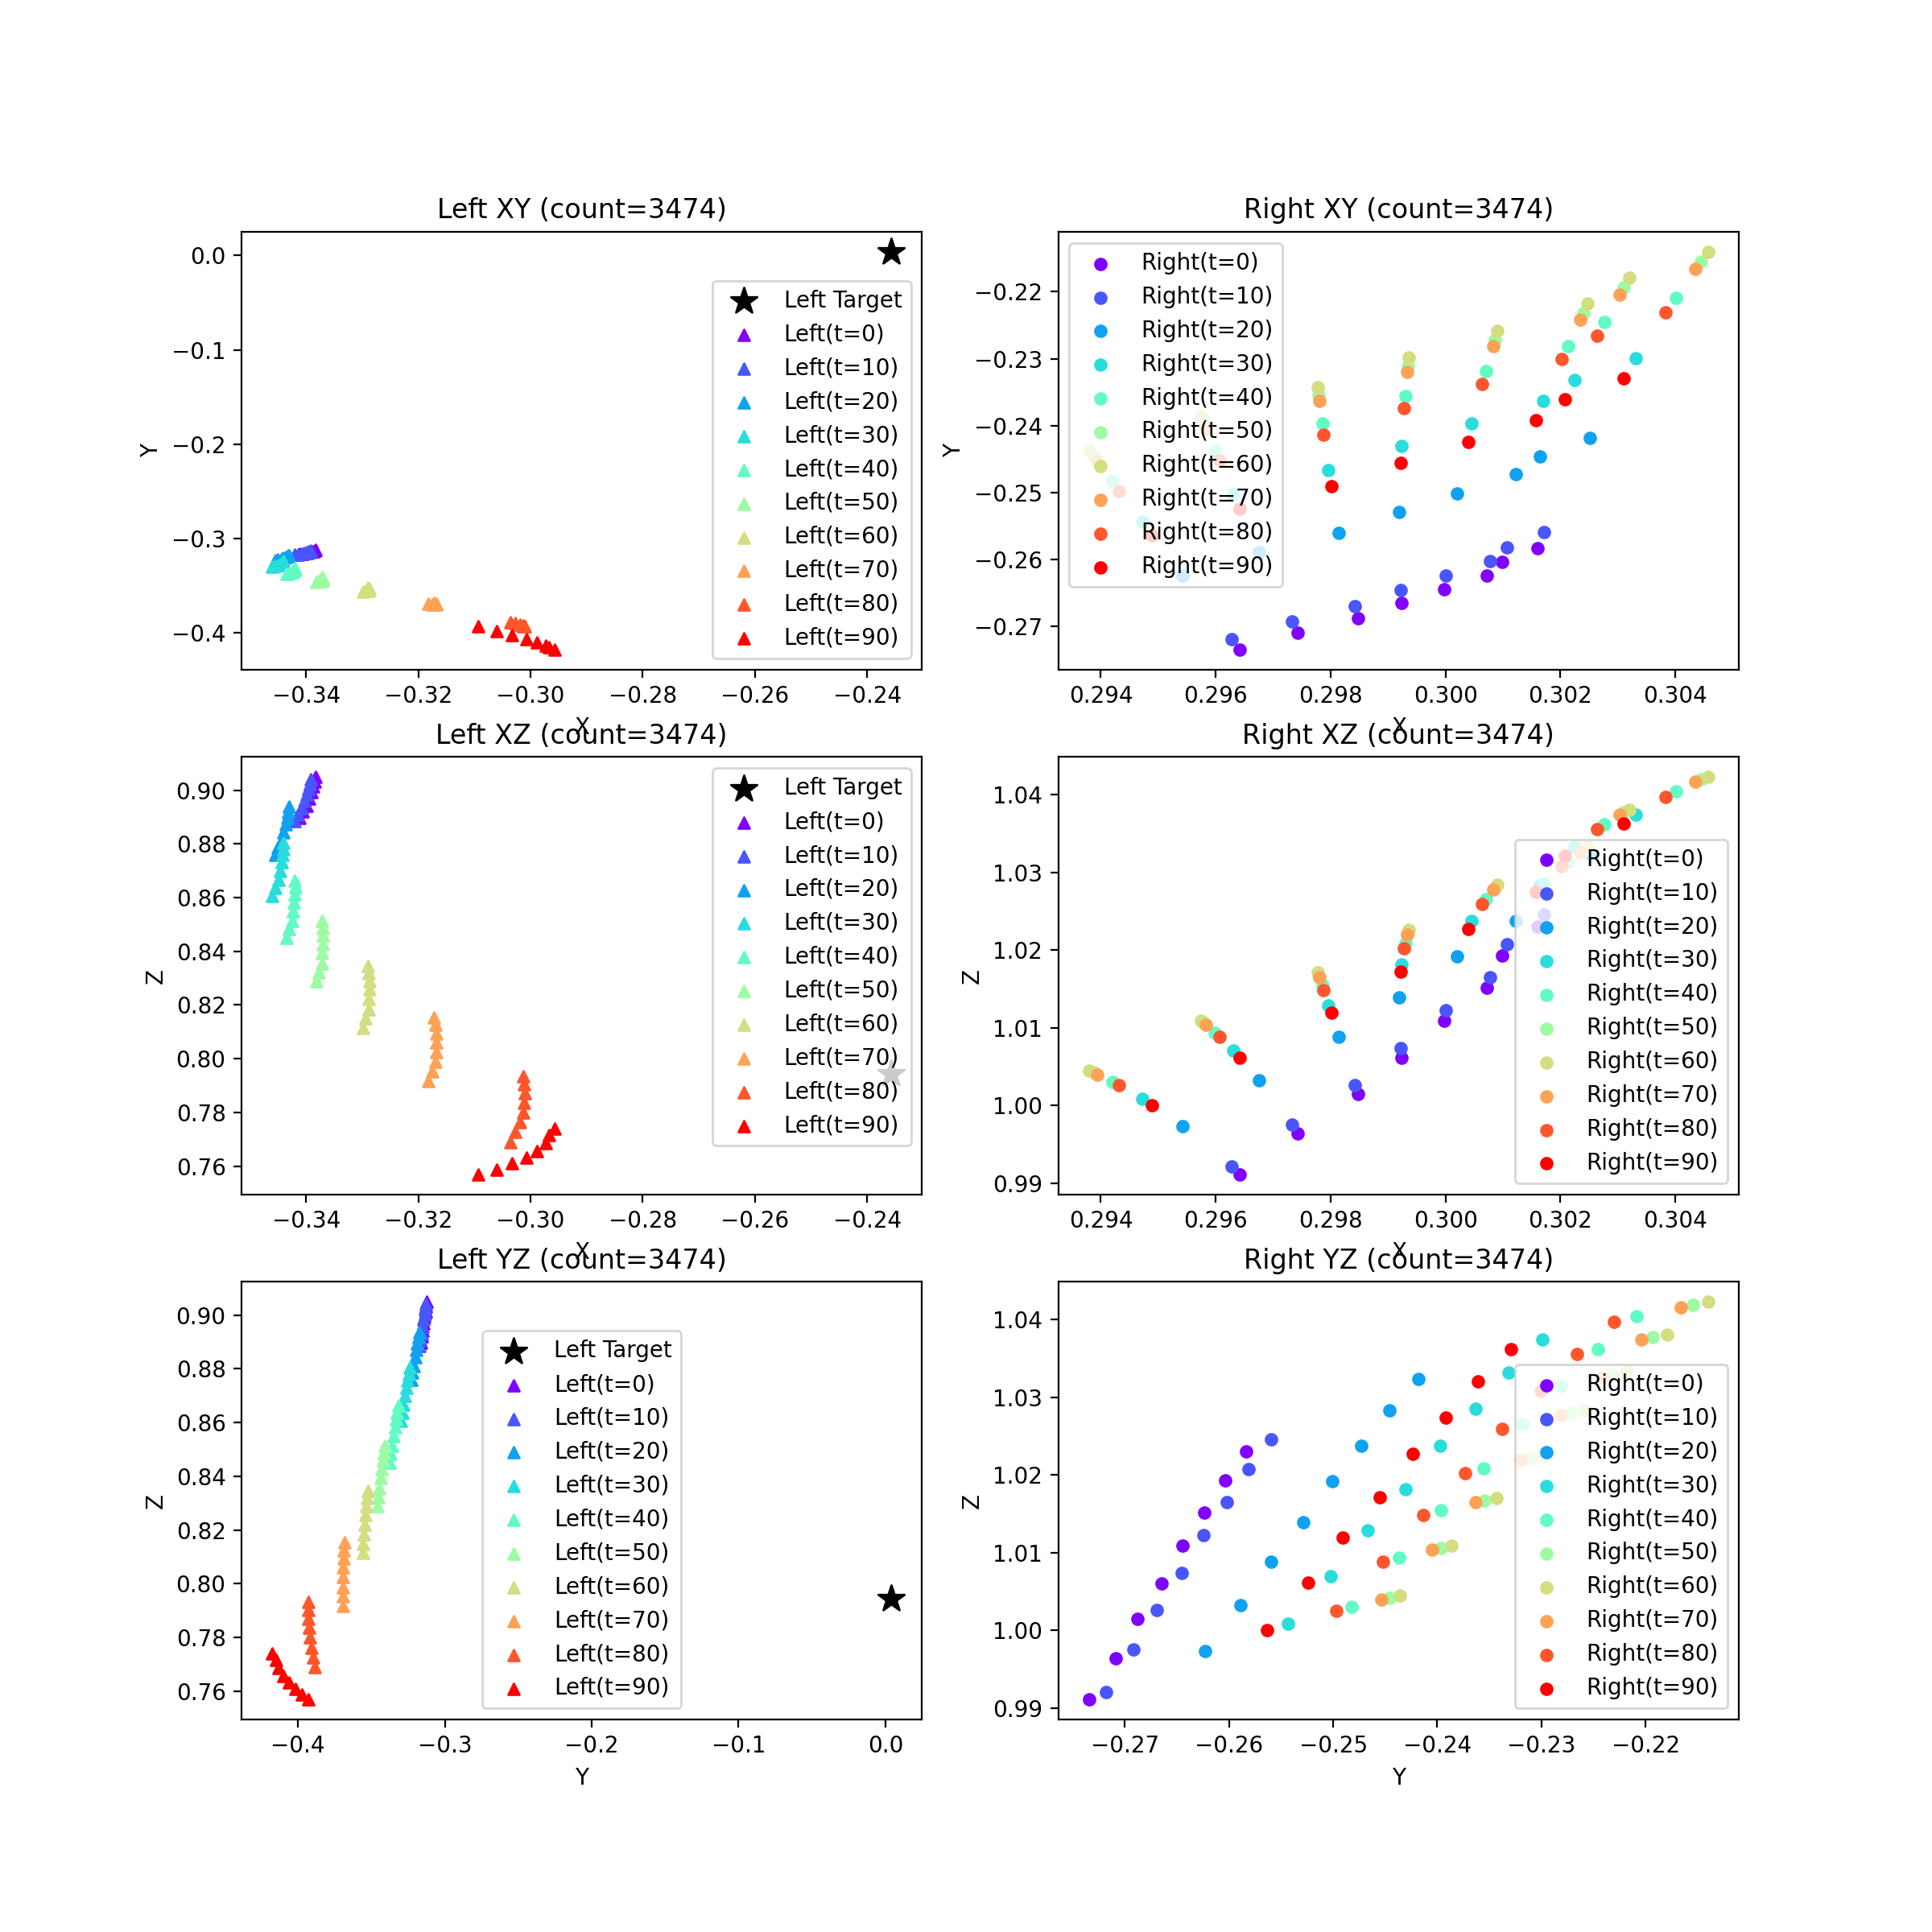 Left XY (count=3474)
0.0
−0.1
−0.2
−0.3
−0.4
Y
Left Target
Left(t=0)
Left(t=10)
Left(t=20)
Left(t=30)
Left(t=40)
Left(t=50)
Left(t=60)
Left(t=70)
Left(t=80)
Left(t=90)
−0.34 −0.32 −0.30 −0.28 −0.26 −0.24
X
Right XY (count=3474)
−0.22
−0.23
−0.24
−0.25
−0.26
−0.27
Y
Right(t=0)
Right(t=10)
Right(t=20)
Right(t=30)
Right(t=40)
Right(t=50)
Right(t=60)
Right(t=70)
Right(t=80)
Right(t=90)
0.294 0.296 0.298 0.300 0.302 0.304
X
Left XZ (count=3474)
0.90
0.88
0.86
0.84
0.82
0.80
0.78
0.76
Z
Left Target
Left(t=0)
Left(t=10)
Left(t=20)
Left(t=30)
Left(t=40)
Left(t=50)
Left(t=60)
Left(t=70)
Left(t=80)
Left(t=90)
−0.34 −0.32 −0.30 −0.28 −0.26 −0.24
X
Right XZ (count=3474)
1.04
1.03
1.02
1.01
1.00
0.99
Z
Right(t=0)
Right(t=10)
Right(t=20)
Right(t=30)
Right(t=40)
Right(t=50)
Right(t=60)
Right(t=70)
Right(t=80)
Right(t=90)
0.294 0.296 0.298 0.300 0.302 0.304
X
Left YZ (count=3474)
0.90
0.88
0.86
0.84
0.82
0.80
0.78
0.76
Z
Left Target
Left(t=0)
Left(t=10)
Left(t=20)
Left(t=30)
Left(t=40)
Left(t=50)
Left(t=60)
Left(t=70)
Left(t=80)
Left(t=90)
−0.4 −0.3 −0.2 −0.1 0.0
Y
Right YZ (count=3474)
1.04
1.03
1.02
1.01
1.00
0.99
Z
Right(t=0)
Right(t=10)
Right(t=20)
Right(t=30)
Right(t=40)
Right(t=50)
Right(t=60)
Right(t=70)
Right(t=80)
Right(t=90)
−0.27 −0.26 −0.25 −0.24 −0.23 −0.22
Y